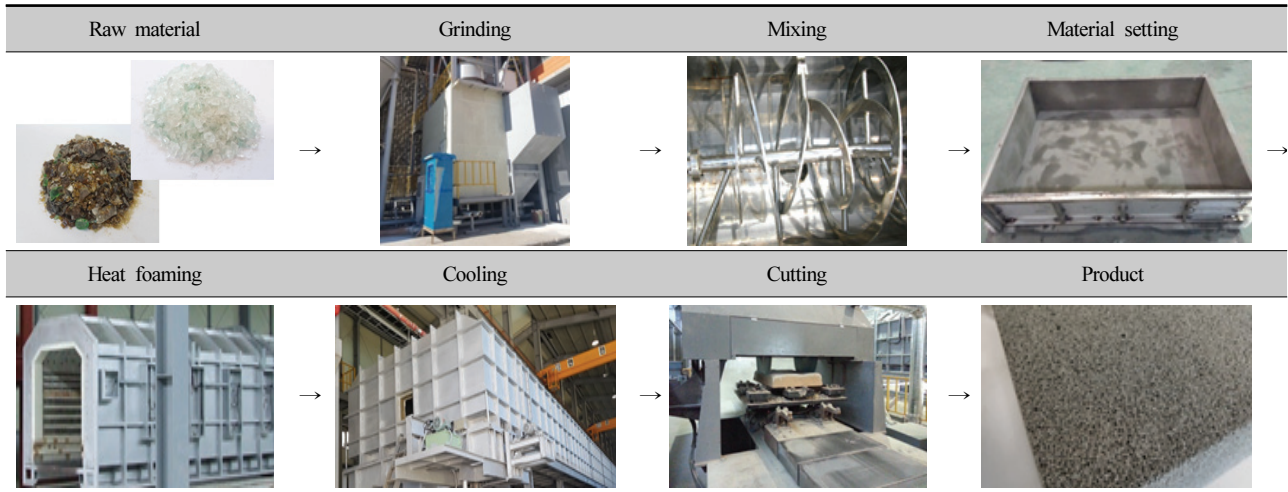 Raw material Grinding Mixing Material setting
→ → → →
Heat foaming Cooling Cutting Product
→ → →